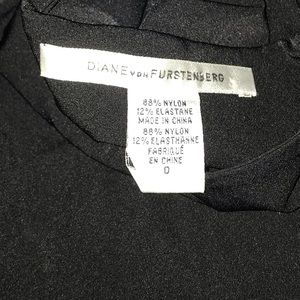 DIANE VON FURSTENBERG
88% NYLON
12% ELASTANE
MADE IN CHINA
88% NYLON
12% ELASTHANNE
FABRIQUÉ
EN CHINE
0